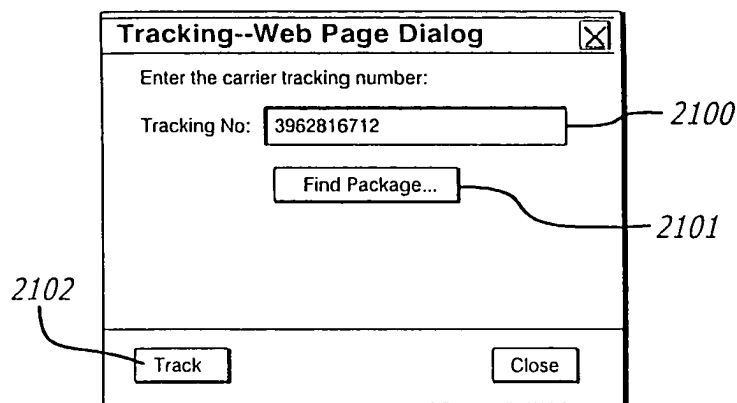 Tracking--Web Page Dialog
Enter the carrier tracking number:
Tracking No: 3962816712
2100
Find Package...
2101
2102
Track
Close